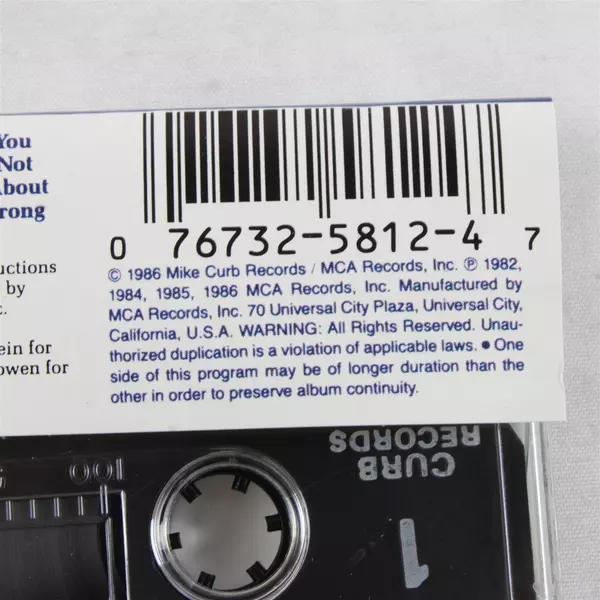 You
Not
About
rong
uctions
by
ein for
owen for
0 76732-5812-4 7
© 1986 Mike Curb Records / MCA Records, Inc. ℗ 1982,
1984, 1985, 1986 MCA Records, Inc. Manufactured by
MCA Records, Inc. 70 Universal City Plaza, Universal City,
California, U.S.A. WARNING: All Rights Reserved. Unau-
thorized duplication is a violation of applicable laws. • One
side of this program may be of longer duration than the
other in order to preserve album continuity.
CURB
RECORDS
100
1